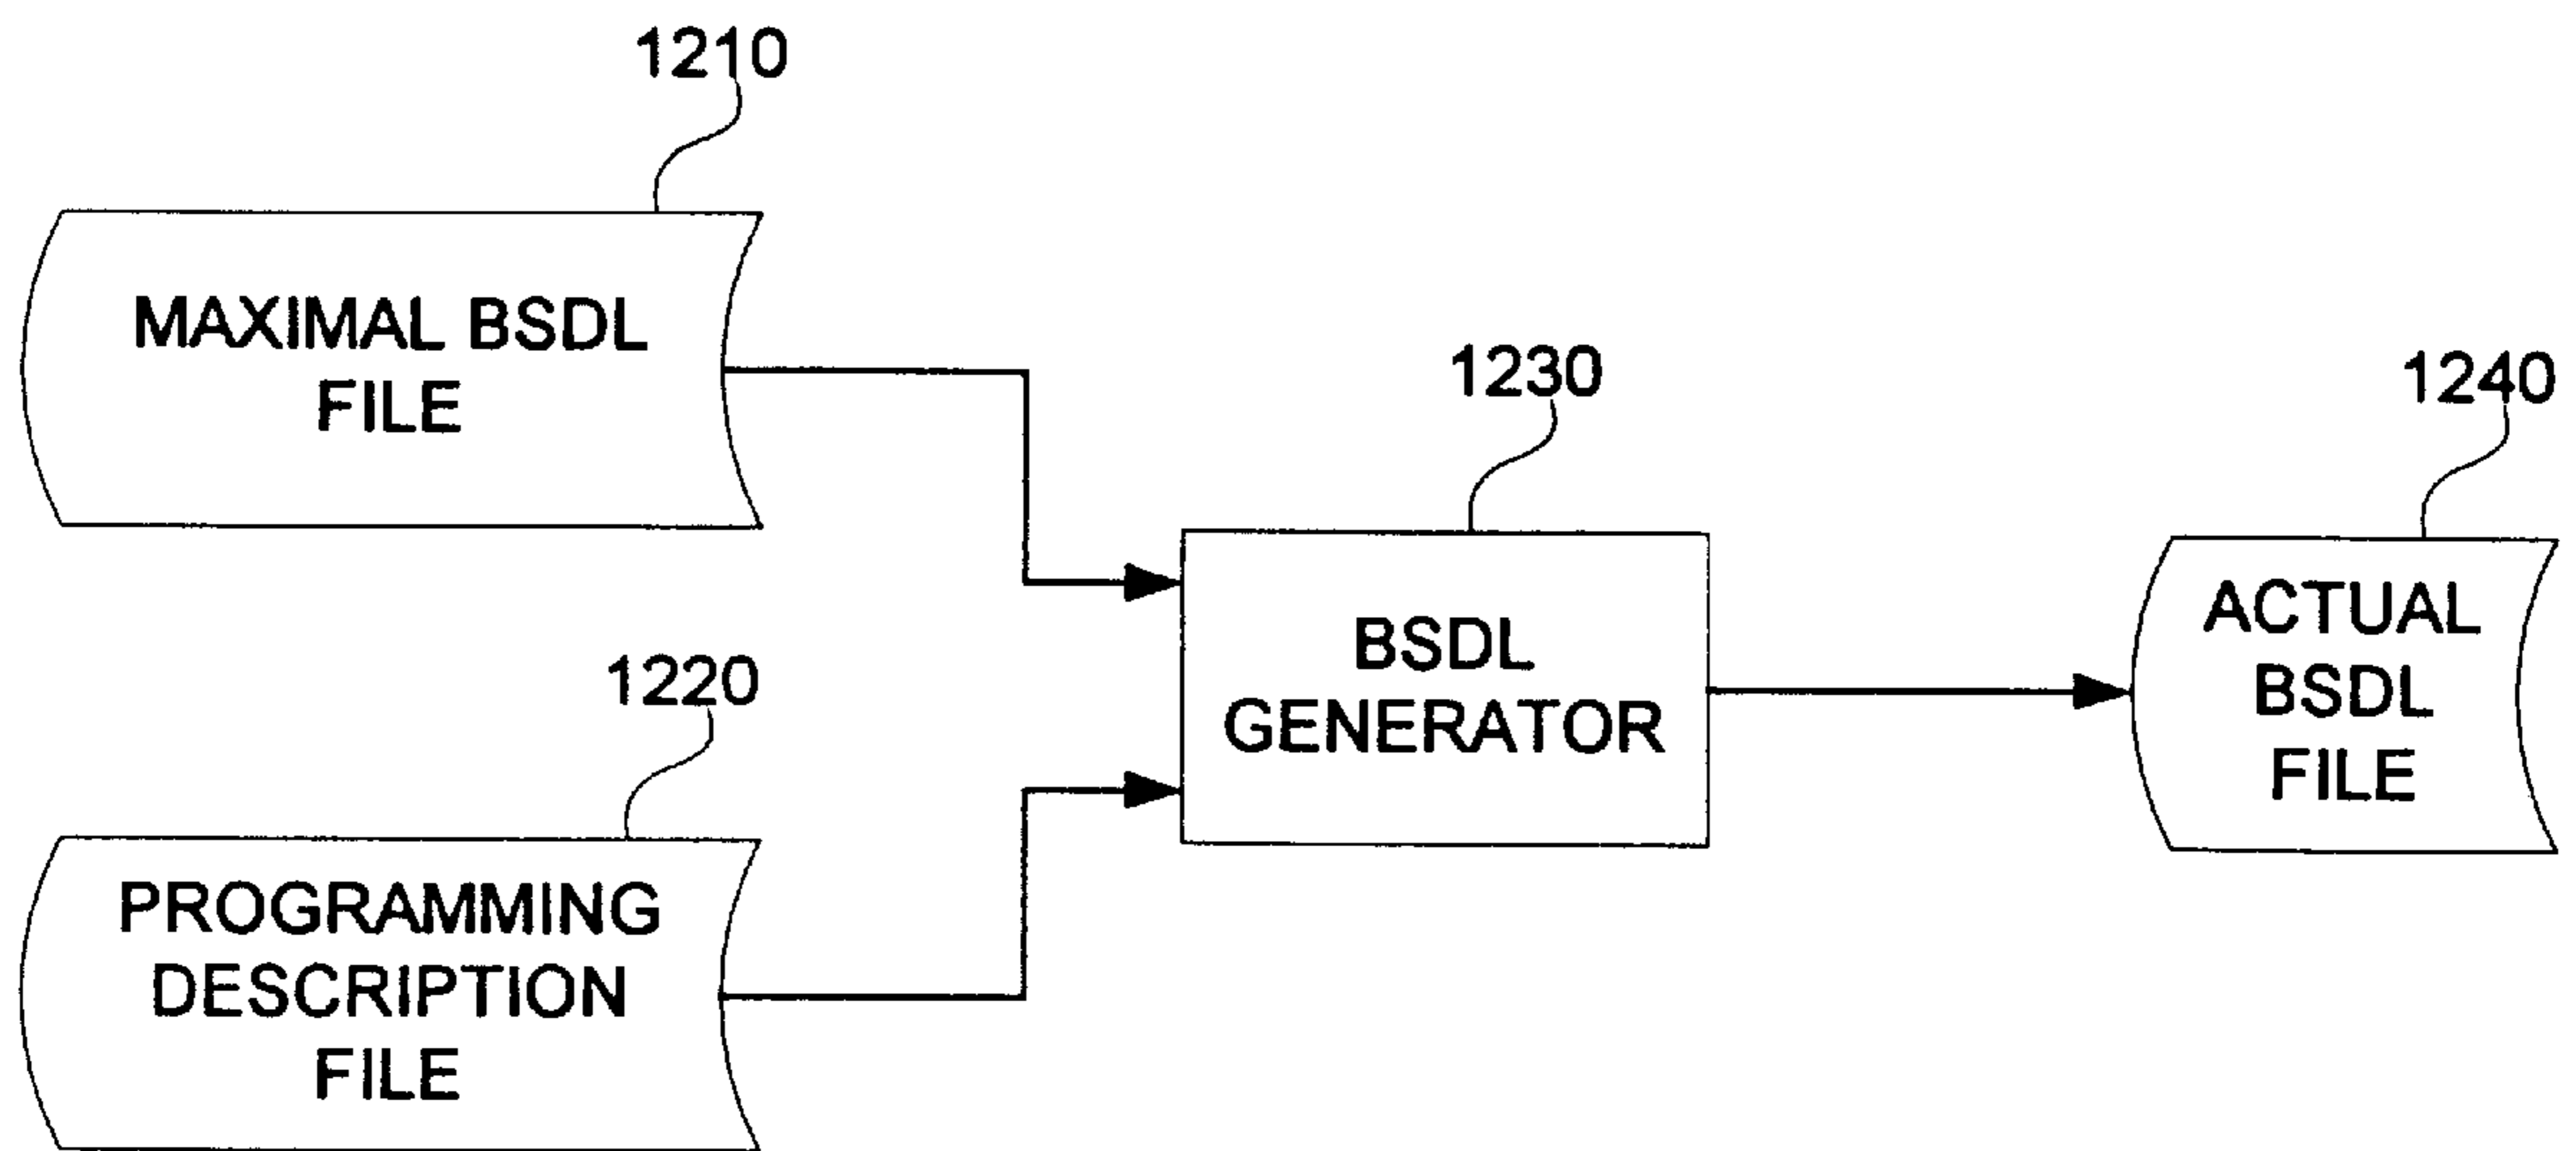 1210
MAXIMAL BSDL
FILE
1220
PROGRAMMING
DESCRIPTION
FILE
1230
BSDL
GENERATOR
1240
ACTUAL
BSDL
FILE